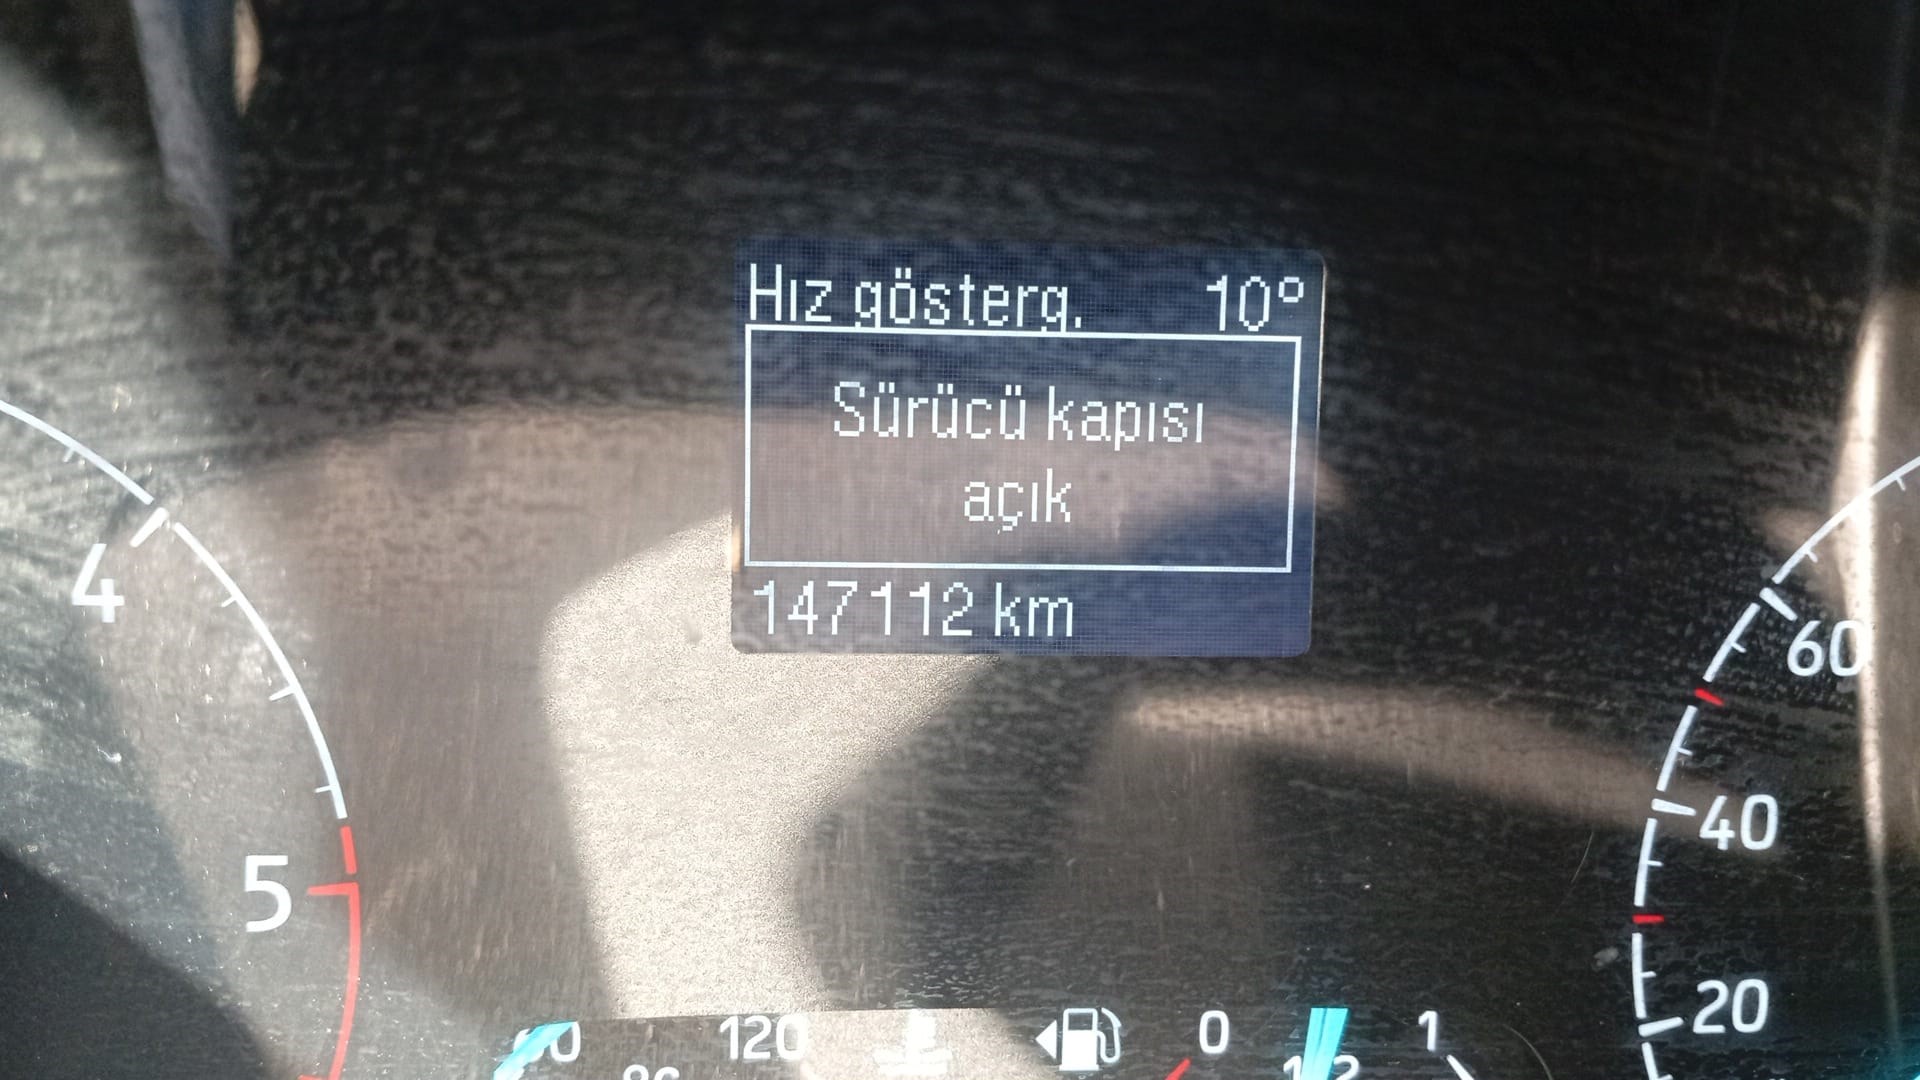 Hız gösterg. 10°
Sürücü kapısı
açık
147112 km
4
60
40
5
20
120
0
1